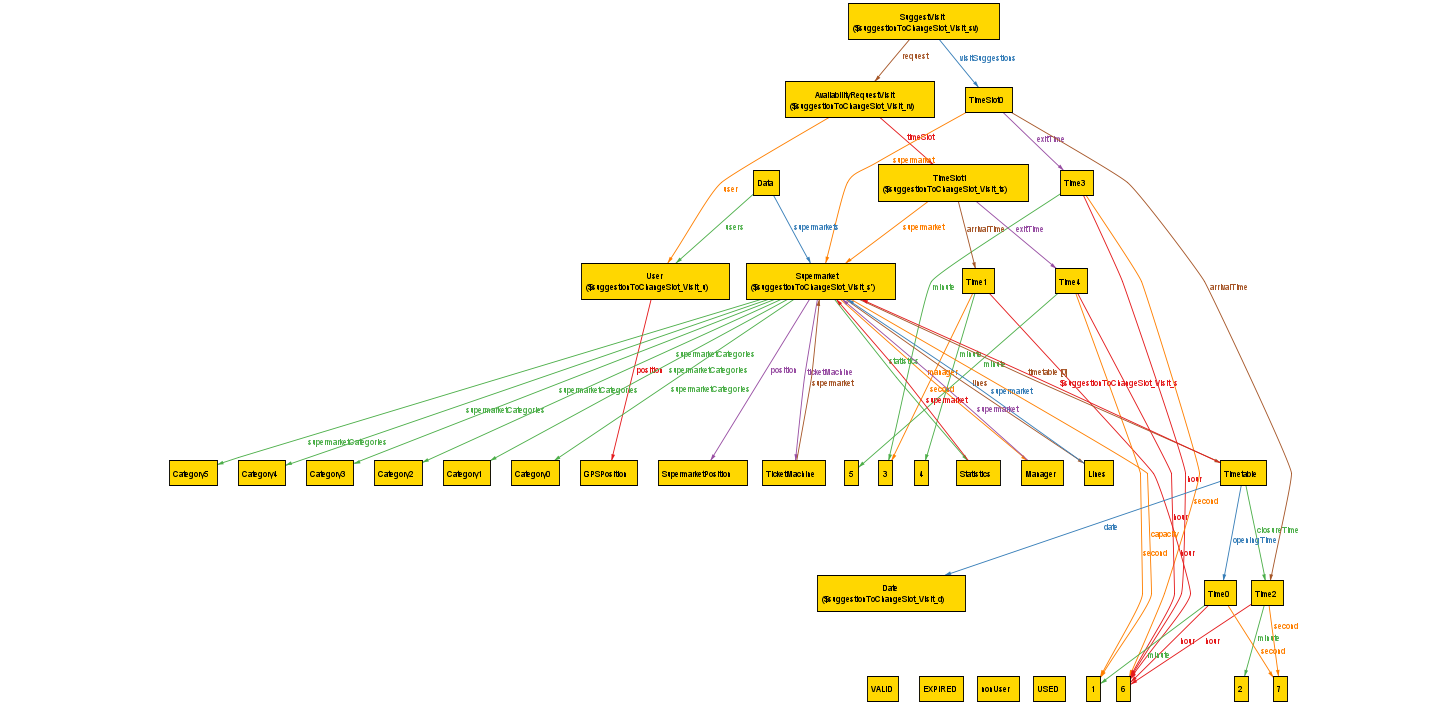 SuggestVisit
($suggestionToChangeSlot_Visit_sv)
request
visitSuggestions
AvailabilityRequestVisit
TimeSlot0
timeSlot
exitTime
supermarket
TimeSlot1
($suggestionToChangeSlot_Visit_ts)
Data
Time3
user
users
supermarkets
supermarket
arrivalTime
exitTime
User
($suggestionToChangeSlot_Visit_u)
Supermarket
($suggestionToChangeSlot_Visit_s')
Time1
Time4
minute
arrivalTime
supermarketCategories
minute
statistics
minute
position
supermarketCategories
position
ticketMachine
manager
timetable []
supermarketCategories
supermarketCategories
supermarket
second
lines
supermarket
$suggestionToChangeSlot_Visit_s
supermarketCategories
supermarket
supermarket
supermarketCategories
Category5
Category4
Category3
Category2
Category1
Category0
GPSPosition
SupermarketPosition
TicketMachine
5
3
4
Statistics
Manager
Lines
Timetable
hour
second
hour
date
capacity
closureTime
openingTime
second
hour
Date
($suggestionToChangeSlot_Visit_d)
Time0
Time2
second
hour
hour
minute
minute
second
VALID
EXPIRED
nonUser
USED
1
6
2
7